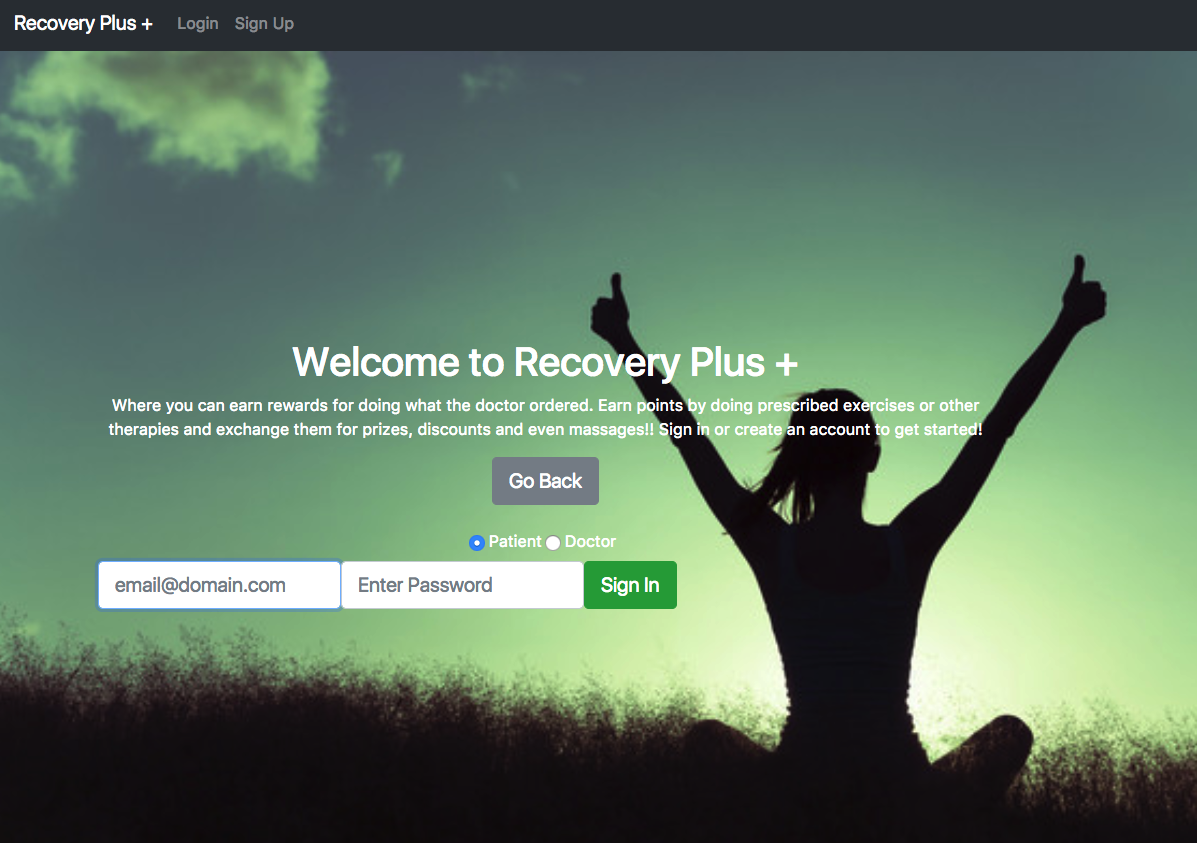 Recovery Plus + Login Sign Up
Welcome to Recovery Plus +
Where you can earn rewards for doing what the doctor ordered. Earn points by doing prescribed exercises or other
therapies and exchange them for prizes, discounts and even massages!! Sign in or create an account to get started!
Go Back
Patient Doctor
email@domain.com Enter Password Sign In